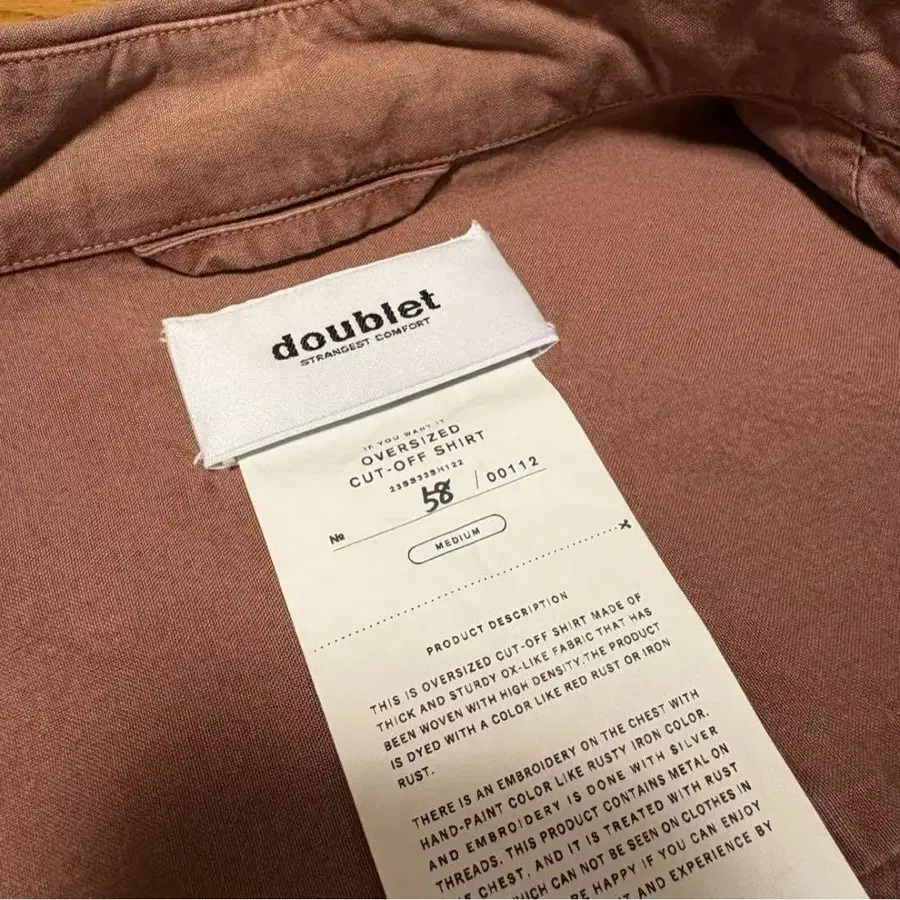 doublet
STRANGEST COMFORT
IF YOU WANT IT
OVERSIZED
CUT-OFF SHIRT
23SS33SH122
№ 58 / 00112
MEDIUM
PRODUCT DESCRIPTION
THIS IS OVERSIZED CUT-OFF SHIRT MADE OF
THICK AND STURDY OX-LIKE FABRIC THAT HAS
BEEN WOVEN WITH HIGH DENSITY.THE PRODUCT
IS DYED WITH A COLOR LIKE RED RUST OR IRON
RUST.
THERE IS AN EMBROIDERY ON THE CHEST WITH
HAND-PAINT COLOR LIKE RUSTY IRON COLOR.
AND EMBROIDERY IS DONE WITH SILVER
THREADS. THIS PRODUCT CONTAINS METAL ON
CHEST, AND IT IS TREATED WITH RUST
WHICH CAN NOT BE SEEN ON CLOTHES IN
BE HAPPY IF YOU CAN ENJOY
AND EXPERIENCE BY